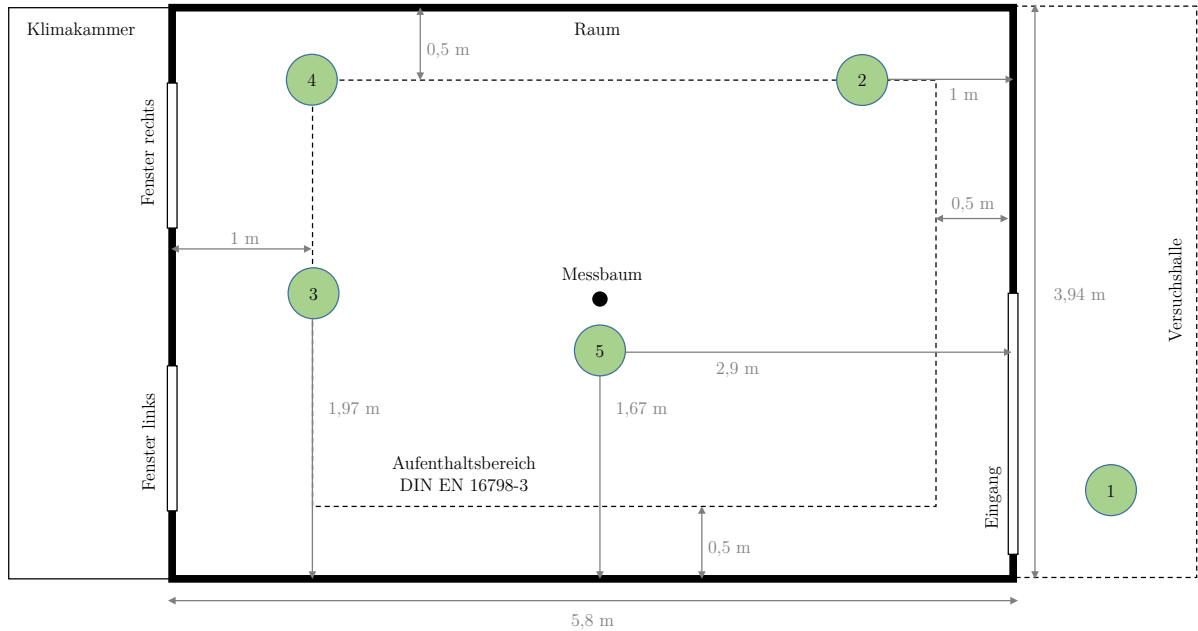 Klimakammer
Raum
0,5 m
4
2
1 m
Fenster rechts
0,5 m
1 m
Versuchshalle
Messbaum
3
3,94 m
5
2,9 m
1,97 m
1,67 m
Fenster links
Aufenthaltsbereich
DIN EN 16798-3
Eingang
1
0,5 m
5,8 m